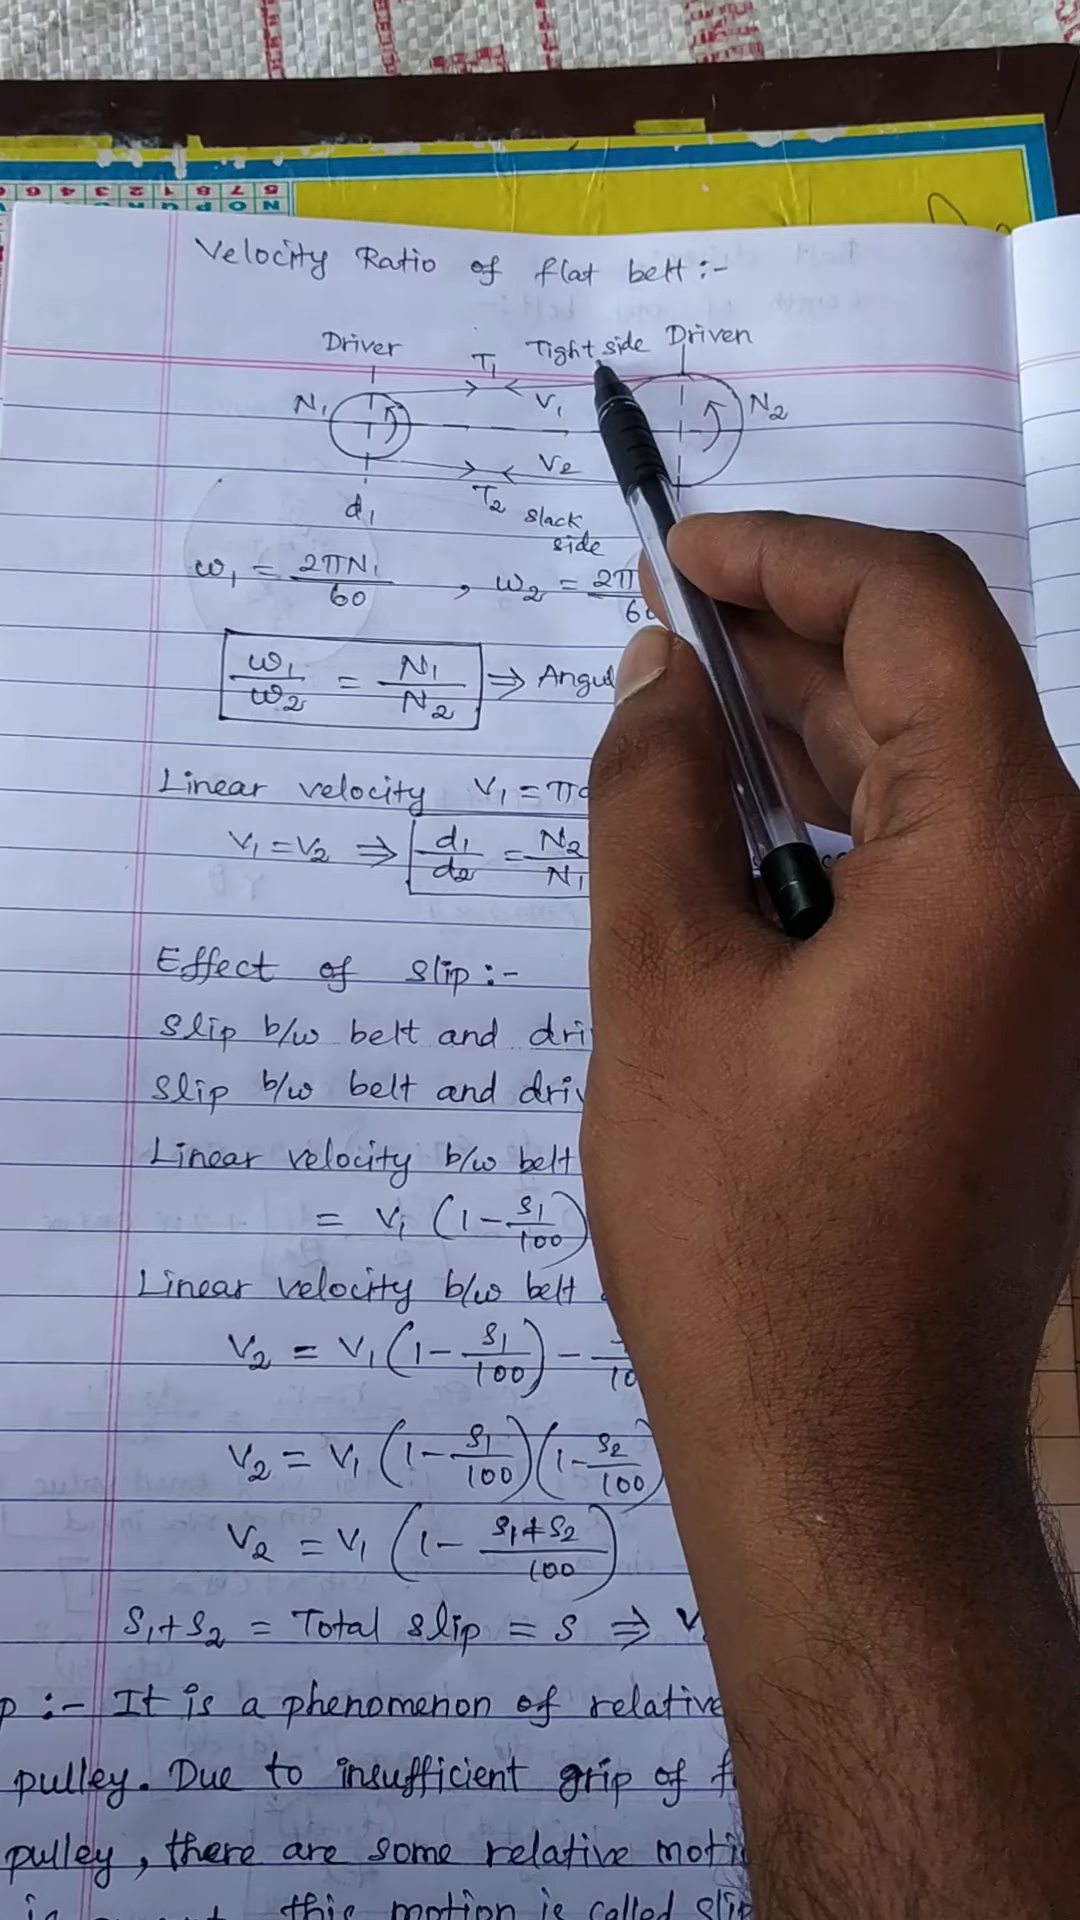 Velocity Ratio of flat belt :-
Driver T₁ Tight side Driven
N₁ V₁ N₂
V₂
d₁ T₂ slack side
ω₁ = 2πN₁/60 , ω₂ = 2π
ω₁/ω₂ = N₁/N₂ ⇒ Angul
Linear velocity V₁ = π
V₁ = V₂ ⇒ d₁/d₂ = N₂/N₁
Effect of slip :-
Slip b/w belt and dri
Slip b/w belt and driv
Linear velocity b/w belt
= V₁ (1 - S₁/100)
Linear velocity b/w belt
V₂ = V₁ (1 - S₁/100) -
V₂ = V₁ (1 - S₁/100)(1 - S₂/100)
V₂ = V₁ (1 - S₁+S₂/100)
S₁+S₂ = Total slip = S ⇒ V
p :- It is a phenomenon of relative
pulley. Due to insufficient grip of f
pulley, there are some relative moti
this motion is called slip